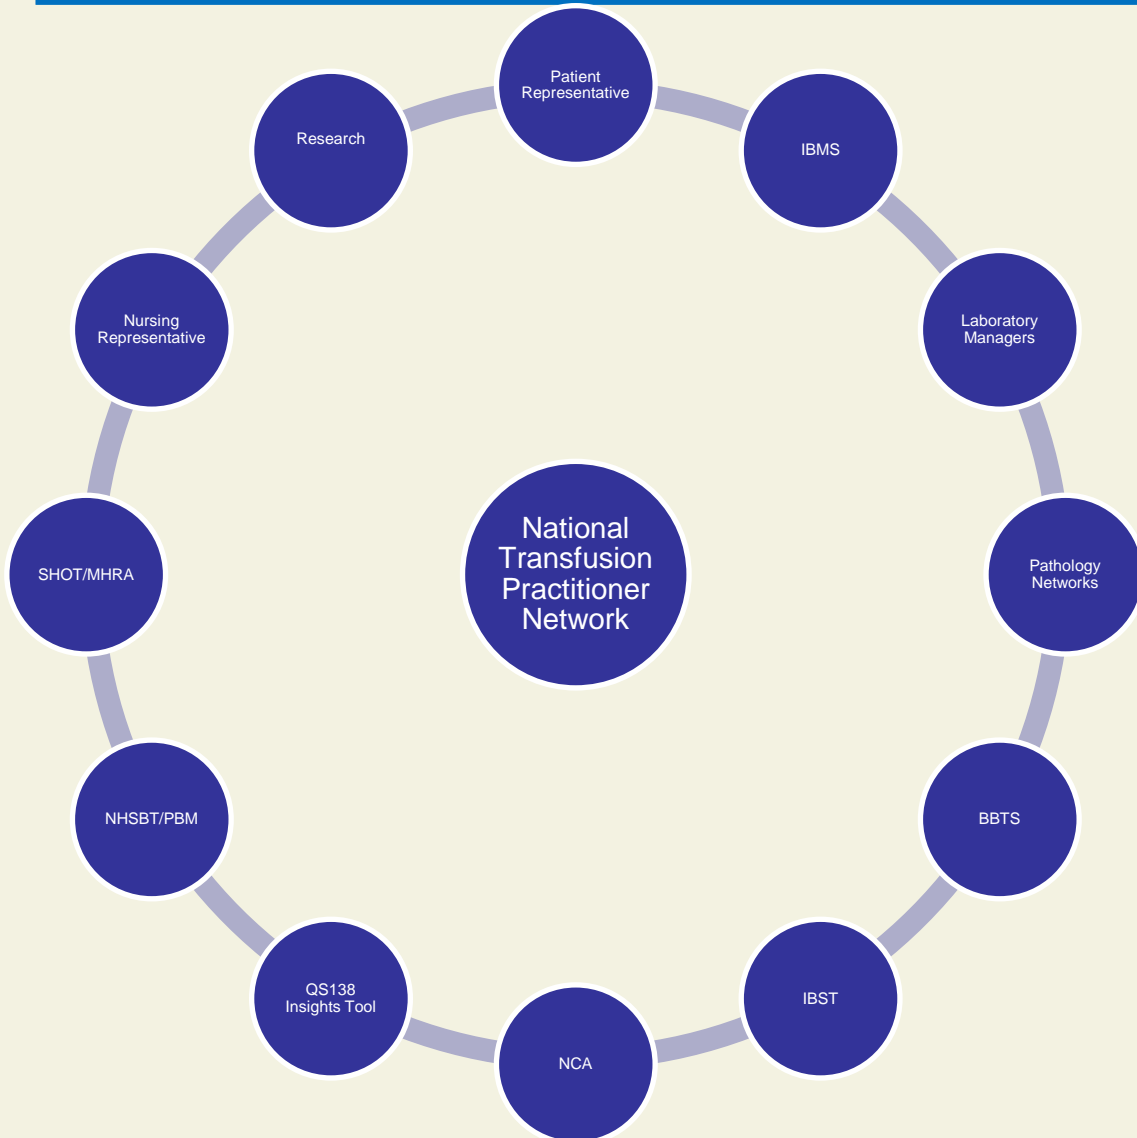 Patient
Representative
Research
IBMS
Nursing
Representative
Laboratory
Managers
National
Transfusion
Practitioner
Network
SHOT/MHRA
Pathology
Networks
NHSBT/PBM
BBTS
QS138
Insights Tool
IBST
NCA